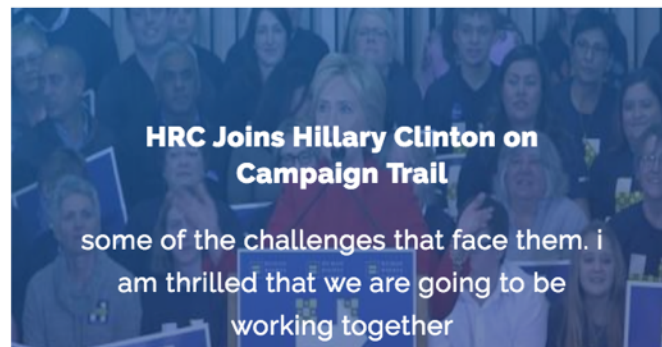 HRC Joins Hillary Clinton on
Campaign Trail
some of the challenges that face them. i
am thrilled that we are going to be
working together